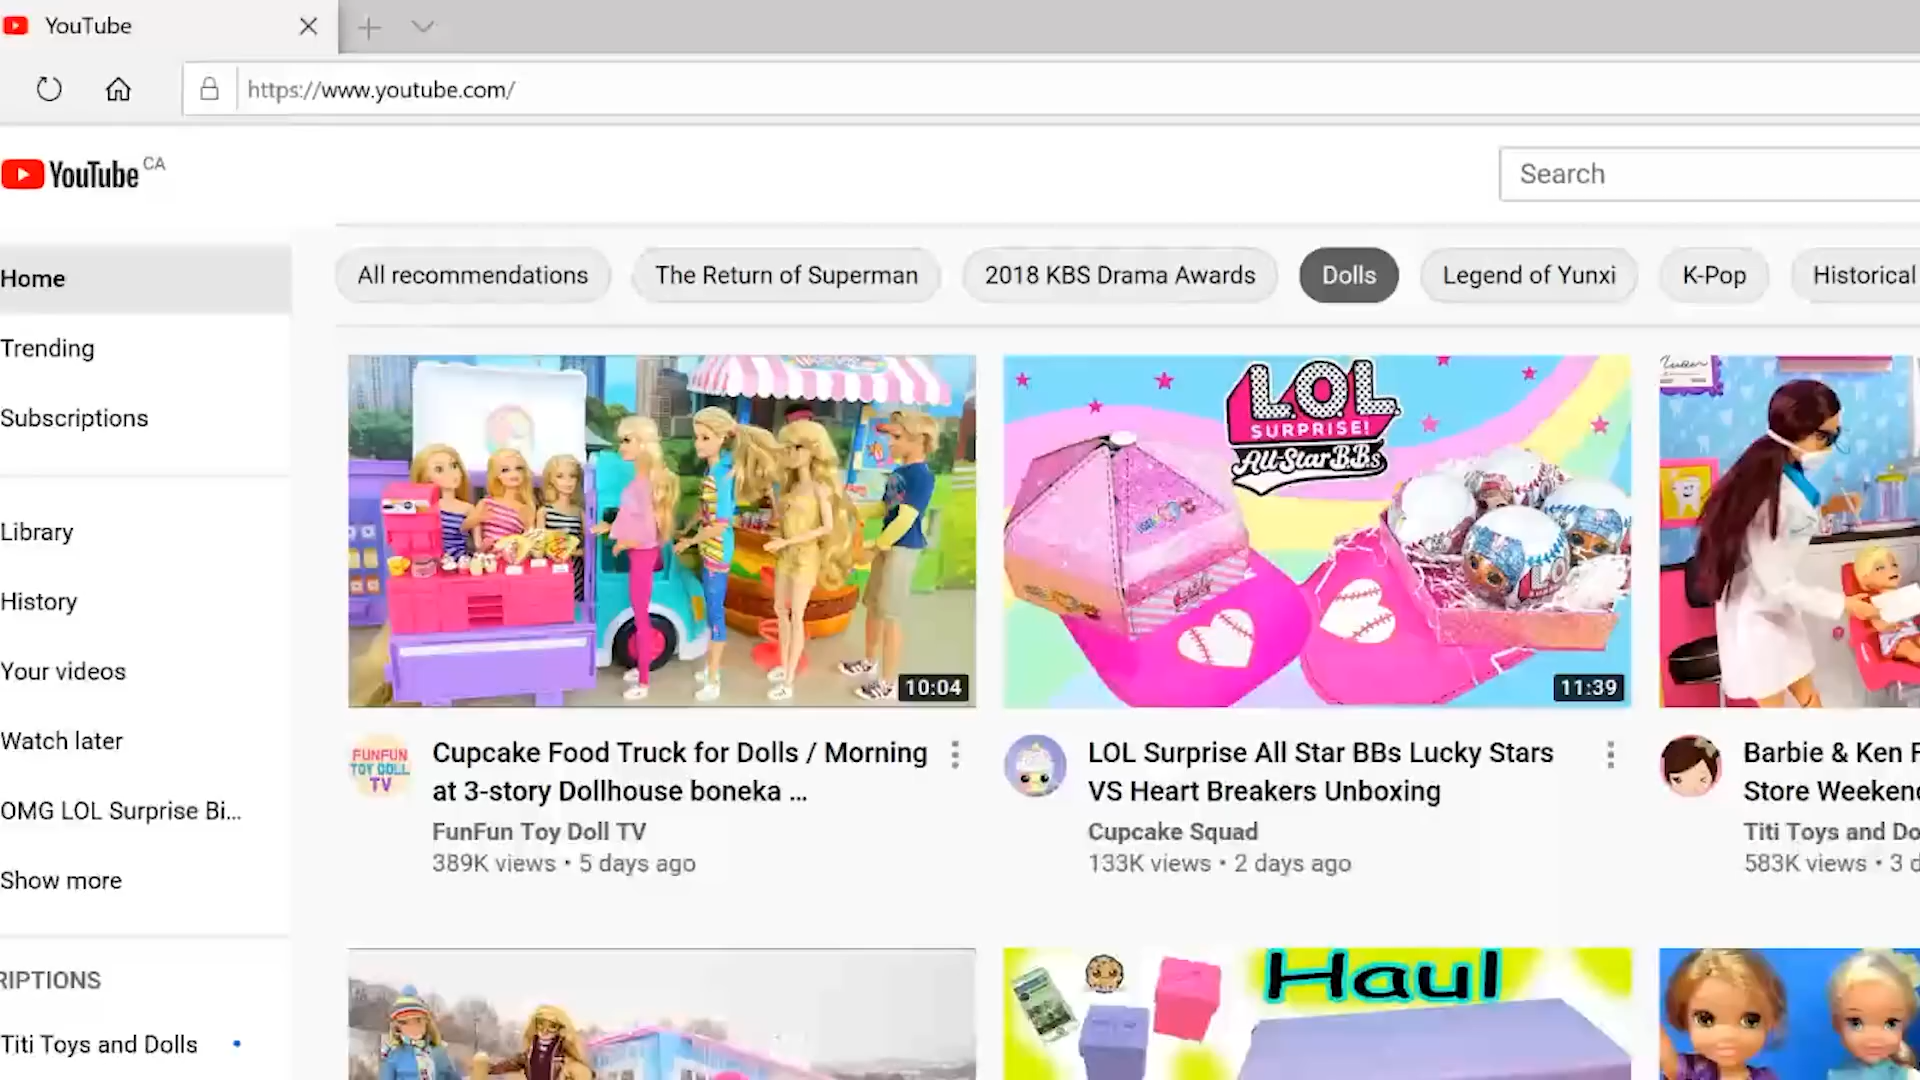 YouTube
https://www.youtube.com/
YouTube CA
Search
Home
Trending
Subscriptions
Library
History
Your videos
Watch later
OMG LOL Surprise Bi...
Show more
RIPTIONS
Titi Toys and Dolls
All recommendations
The Return of Superman
2018 KBS Drama Awards
Dolls
Legend of Yunxi
K-Pop
Historical
10:04
FUNFUN
TOY DOLL
TV
Cupcake Food Truck for Dolls / Morning
at 3-story Dollhouse boneka ...
FunFun Toy Doll TV
389K views • 5 days ago
LOL
SURPRISE!
All-Star B.B.s
11:39
LOL Surprise All Star BBs Lucky Stars
VS Heart Breakers Unboxing
Cupcake Squad
133K views • 2 days ago
Barbie & Ken F
Store Weeken
Titi Toys and Do
583K views • 3 d
Haul